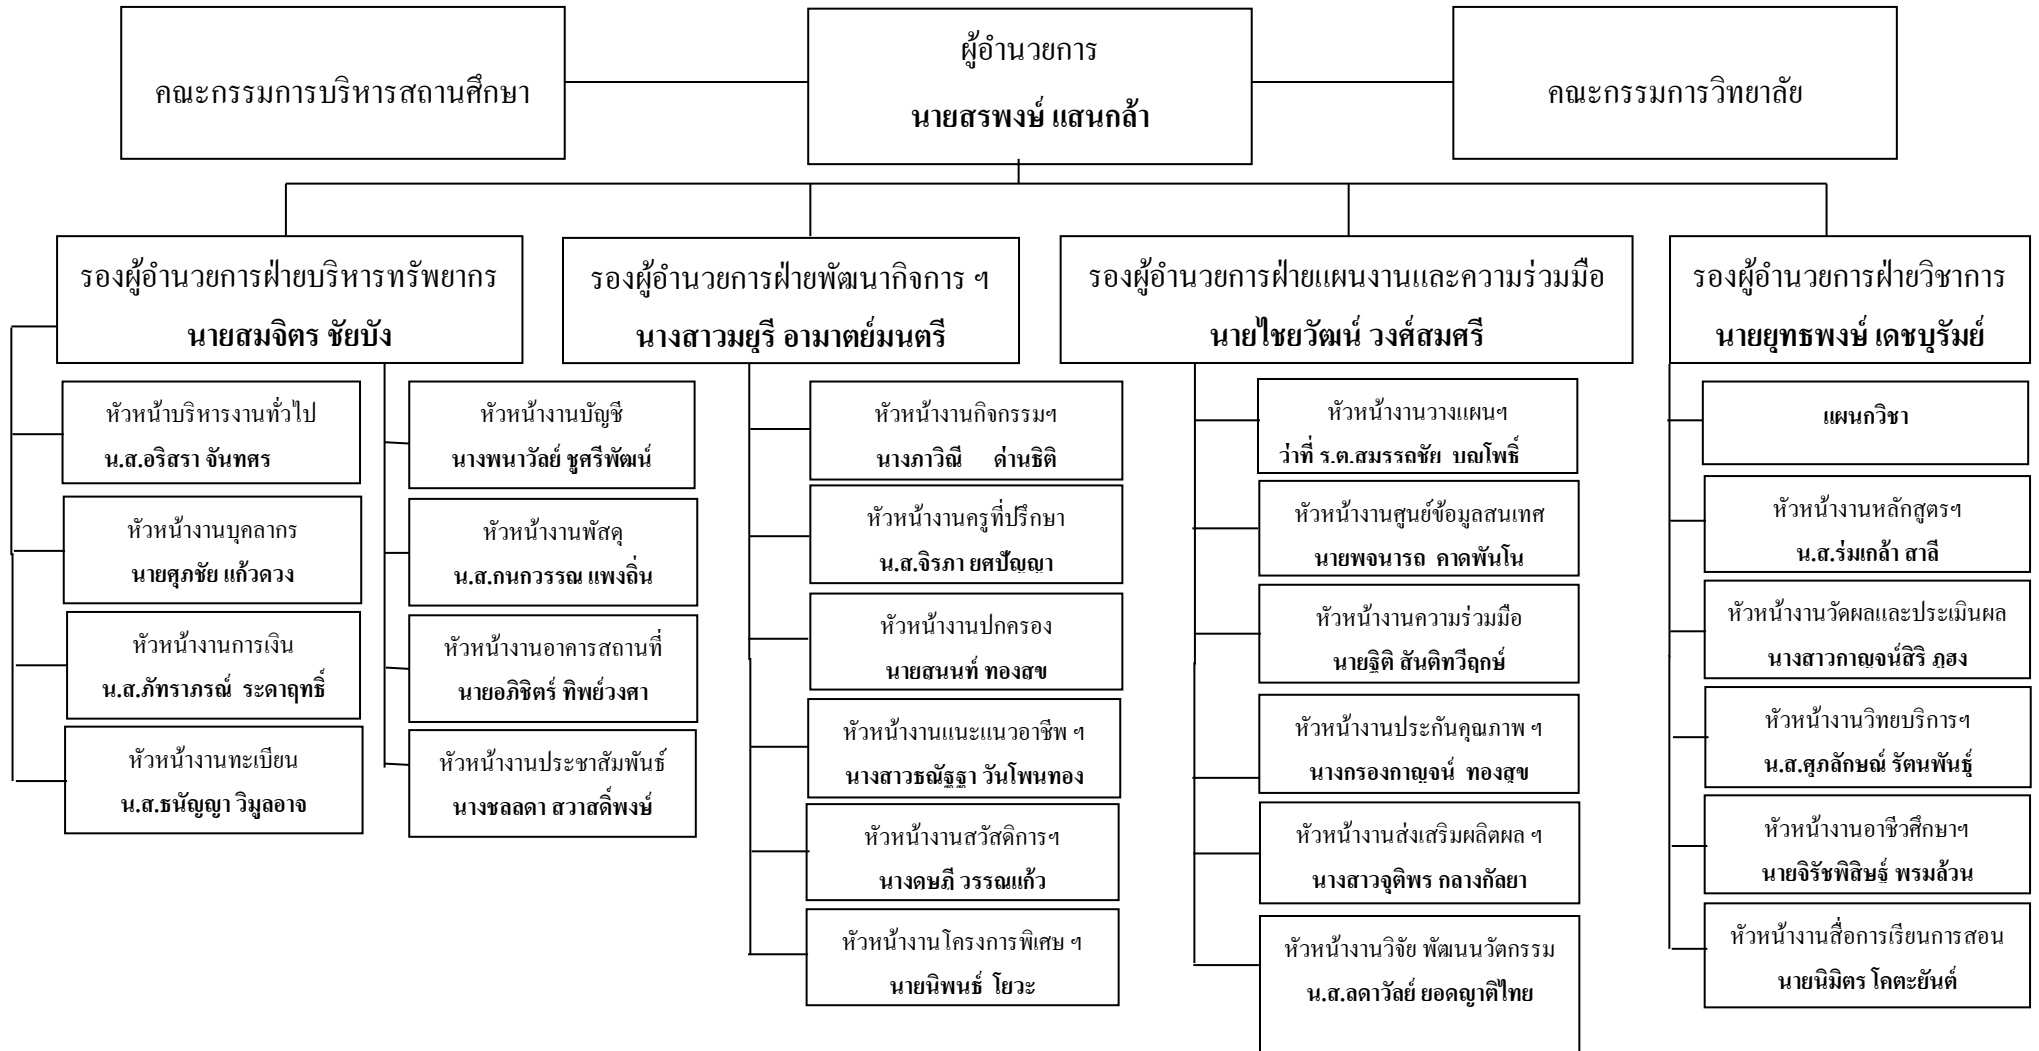 คณะกรรมการบริหารสถานศึกษา
ผู้อำนวยการ
นายสรพงษ์ แสนกล้า
คณะกรรมการวิทยาลัย
รองผู้อำนวยการฝ่ายบริหารทรัพยากร
นายสมจิตร ชัยบัง
รองผู้อำนวยการฝ่ายพัฒนากิจการ ฯ
นางสาวมยุรี อามาตย์มนตรี
รองผู้อำนวยการฝ่ายแผนงานและความร่วมมือ
นายไชยวัฒน์ วงศ์สมศรี
รองผู้อำนวยการฝ่ายวิชาการ
นายยุทธพงษ์ เดชบุรัมย์
หัวหน้าบริหารงานทั่วไป
น.ส.อริสรา จันทศร
หัวหน้างานบุคลากร
นายศุภชัย แก้วดวง
หัวหน้างานการเงิน
น.ส.ภัทราภรณ์ ระดาฤทธิ์
หัวหน้างานทะเบียน
น.ส.ธนัญญา วิมูลอาจ
หัวหน้างานบัญชี
นางพนาวัลย์ ชูศรีพัฒน์
หัวหน้างานพัสดุ
น.ส.กนกวรรณ แพงถิ่น
หัวหน้างานอาคารสถานที่
นายอภิชิตร์ ทิพย์วงศา
หัวหน้างานประชาสัมพันธ์
นางชลลดา สวาสดิ์พงษ์
หัวหน้างานกิจกรรมฯ
นางภาวิณี ด่านธิติ
หัวหน้างานครูที่ปรึกษา
น.ส.จิรภา ยศปัญญา
หัวหน้างานปกครอง
นายสนนท์ ทองสุข
หัวหน้างานแนะแนวอาชีพ ฯ
นางสาวธณัฐฐา วันโพนทอง
หัวหน้างานสวัสดิการฯ
นางดุษฎี วรรณแก้ว
หัวหน้างานโครงการพิเศษ ฯ
นายนิพนธ์ โยวะ
หัวหน้างานวางแผนฯ
ว่าที่ ร.ต.สมรรถชัย บุญโพธิ์
หัวหน้างานศูนย์ข้อมูลสนเทศ
นายพจนารถ คาดพันโน
หัวหน้างานความร่วมมือ
นายฐิติ สันติทวีฤกษ์
หัวหน้างานประกันคุณภาพ ฯ
นางกรองกาญจน์ ทองสุข
หัวหน้างานส่งเสริมผลิตผล ฯ
นางสาวจุติพร กลางกัลยา
หัวหน้างานวิจัย พัฒนนวัตกรรม
น.ส.ลดาวัลย์ ยอดญาติไทย
แผนกวิชา
หัวหน้างานหลักสูตรฯ
น.ส.ร่มเกล้า สาลี
หัวหน้างานวัดผลและประเมินผล
นางสาวกาญจน์สิริ ภูฮง
หัวหน้างานวิทยบริการฯ
น.ส.ศุภลักษณ์ รัตนพันธุ์
หัวหน้างานอาชีวศึกษาฯ
นายจิรัชพิสิษฐ์ พรมล้วน
หัวหน้างานสื่อการเรียนการสอน
นายนิมิตร โคตะยันต์